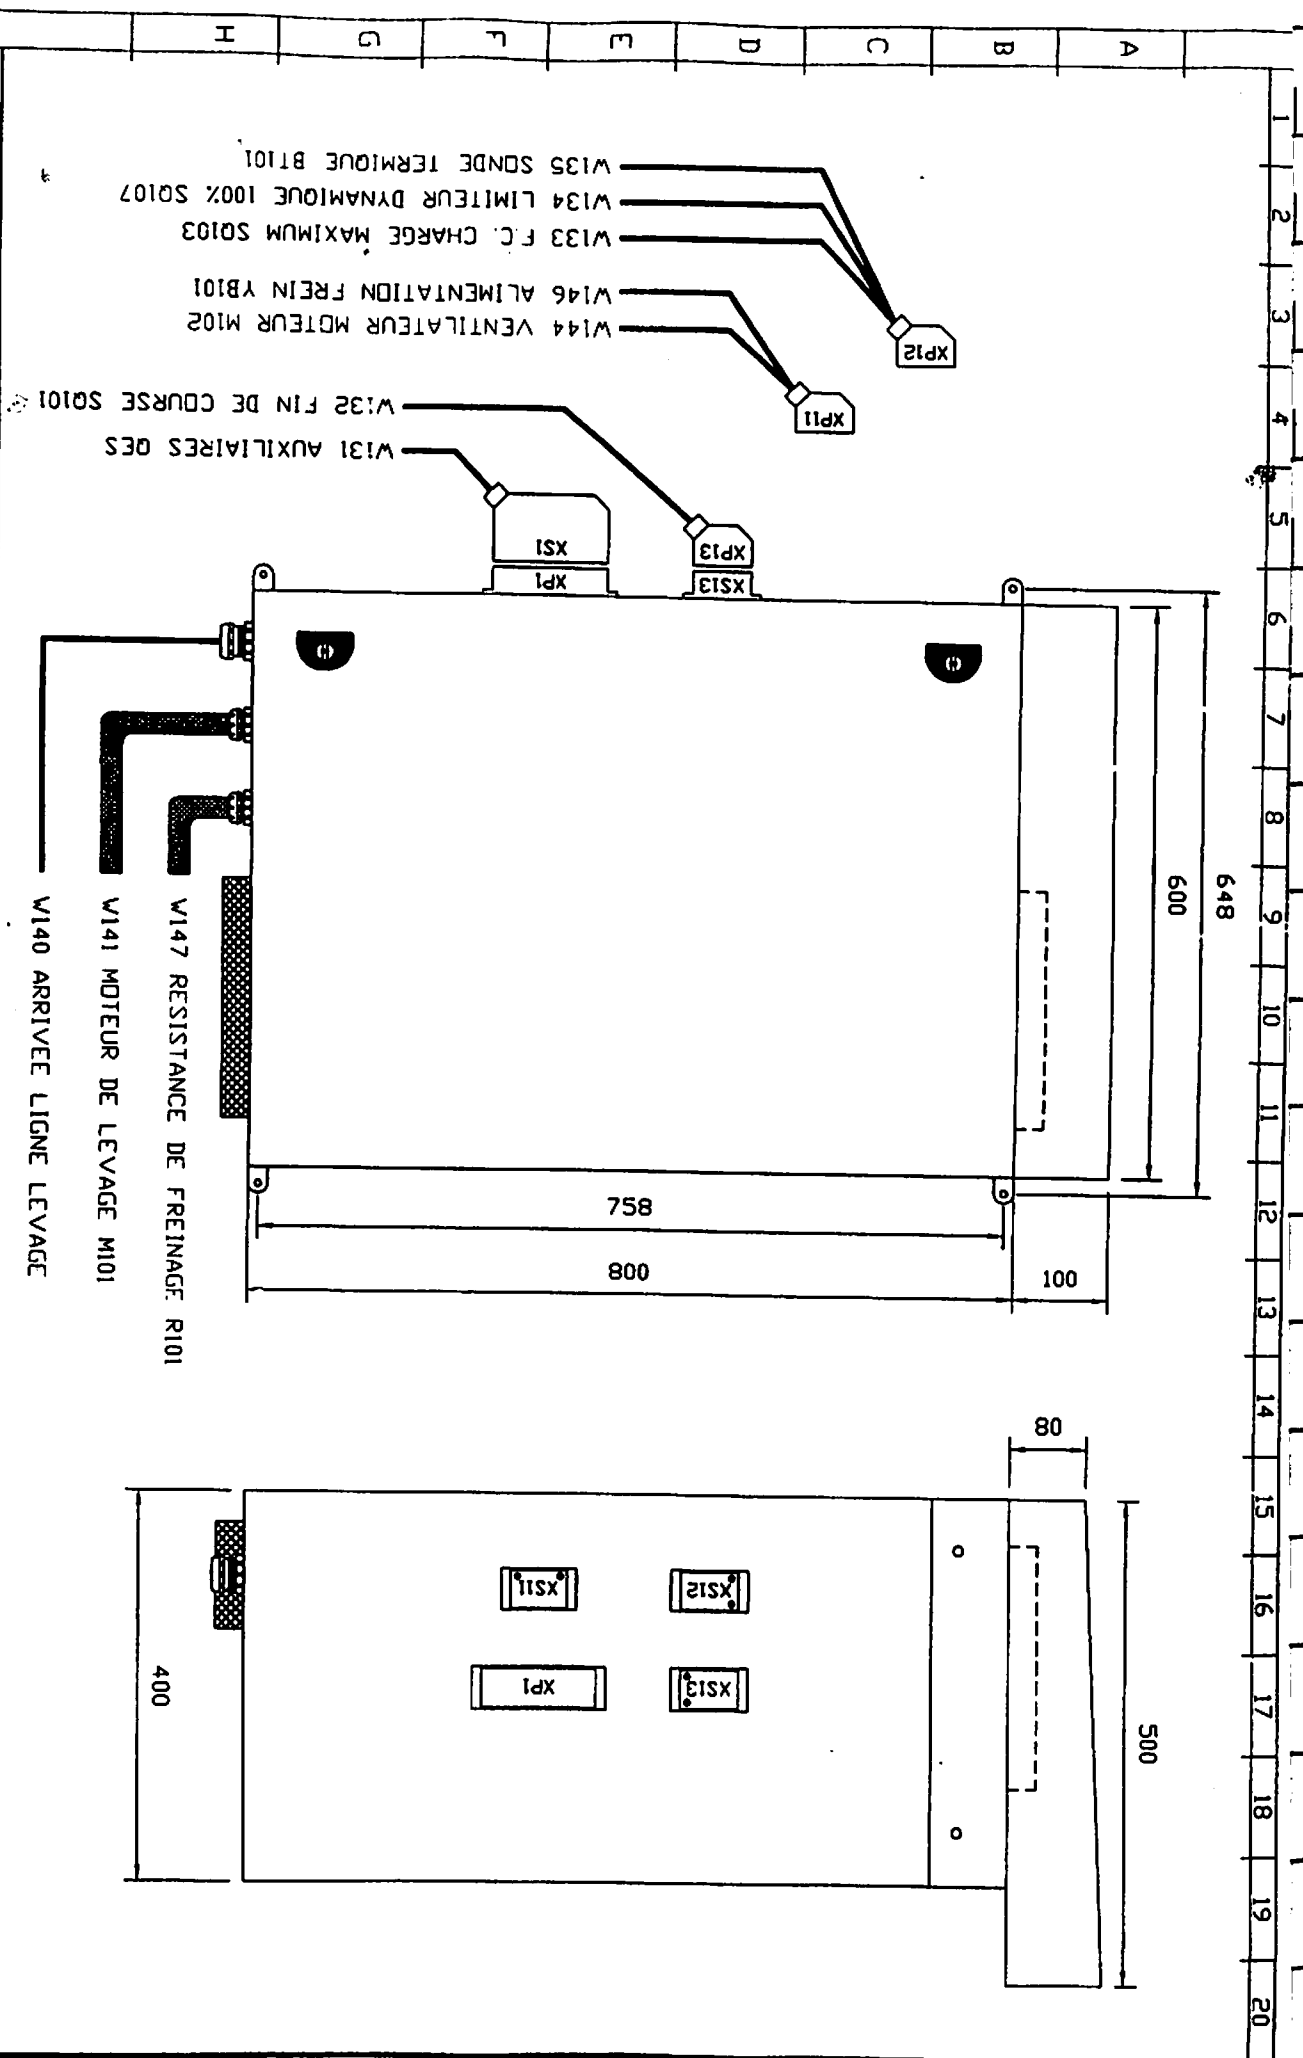 A
B
C
D
E
F
G
H
1
2
3
4
5
6
7
8
9
10
11
12
13
14
15
16
17
18
19
20
W135 SONDE TERMIQUE BT101
W134 LIMITEUR DYNAMIQUE 100% SQ107
W133 F.C. CHARGE MAXIMUM SQ103
W146 ALIMENTATION FREIN YB101
W144 VENTILATEUR MOTEUR M102
W132 FIN DE COURSE SQ101
W131 AUXILIAIRES QES
XP12
XP11
XP13
XS13
XS1
XP1
648
600
758
800
100
W147 RESISTANCE DE FREINAGE R101
W141 MOTEUR DE LEVAGE M101
W140 ARRIVEE LIGNE LEVAGE
80
500
400
XS12
XS11
XS13
XP1